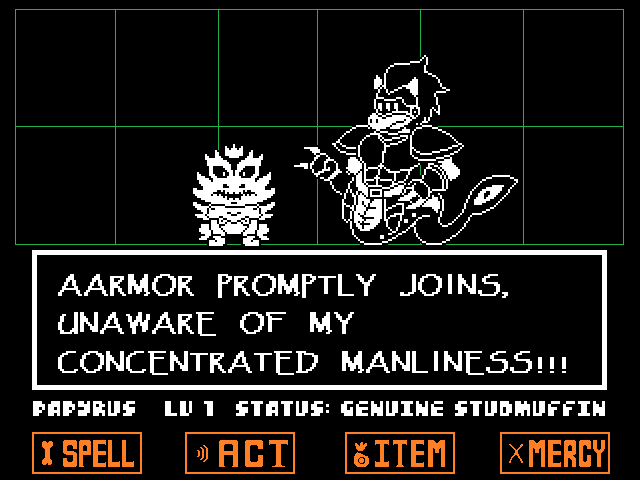 AARMOR PROMPTLY JOINS,
UNAWARE OF MY
CONCENTRATED MANLINESS!!!
PAPYRUS LV 1 STATUS: GENUINE STUDMUFFIN
SPELL ACT ITEM MERCY